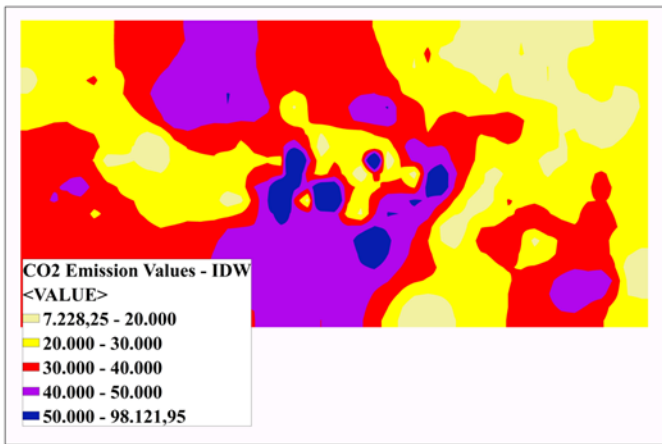 CO2 Emission Values - IDW
<VALUE>
7.228,25 - 20.000
20.000 - 30.000
30.000 - 40.000
40.000 - 50.000
50.000 - 98.121,95